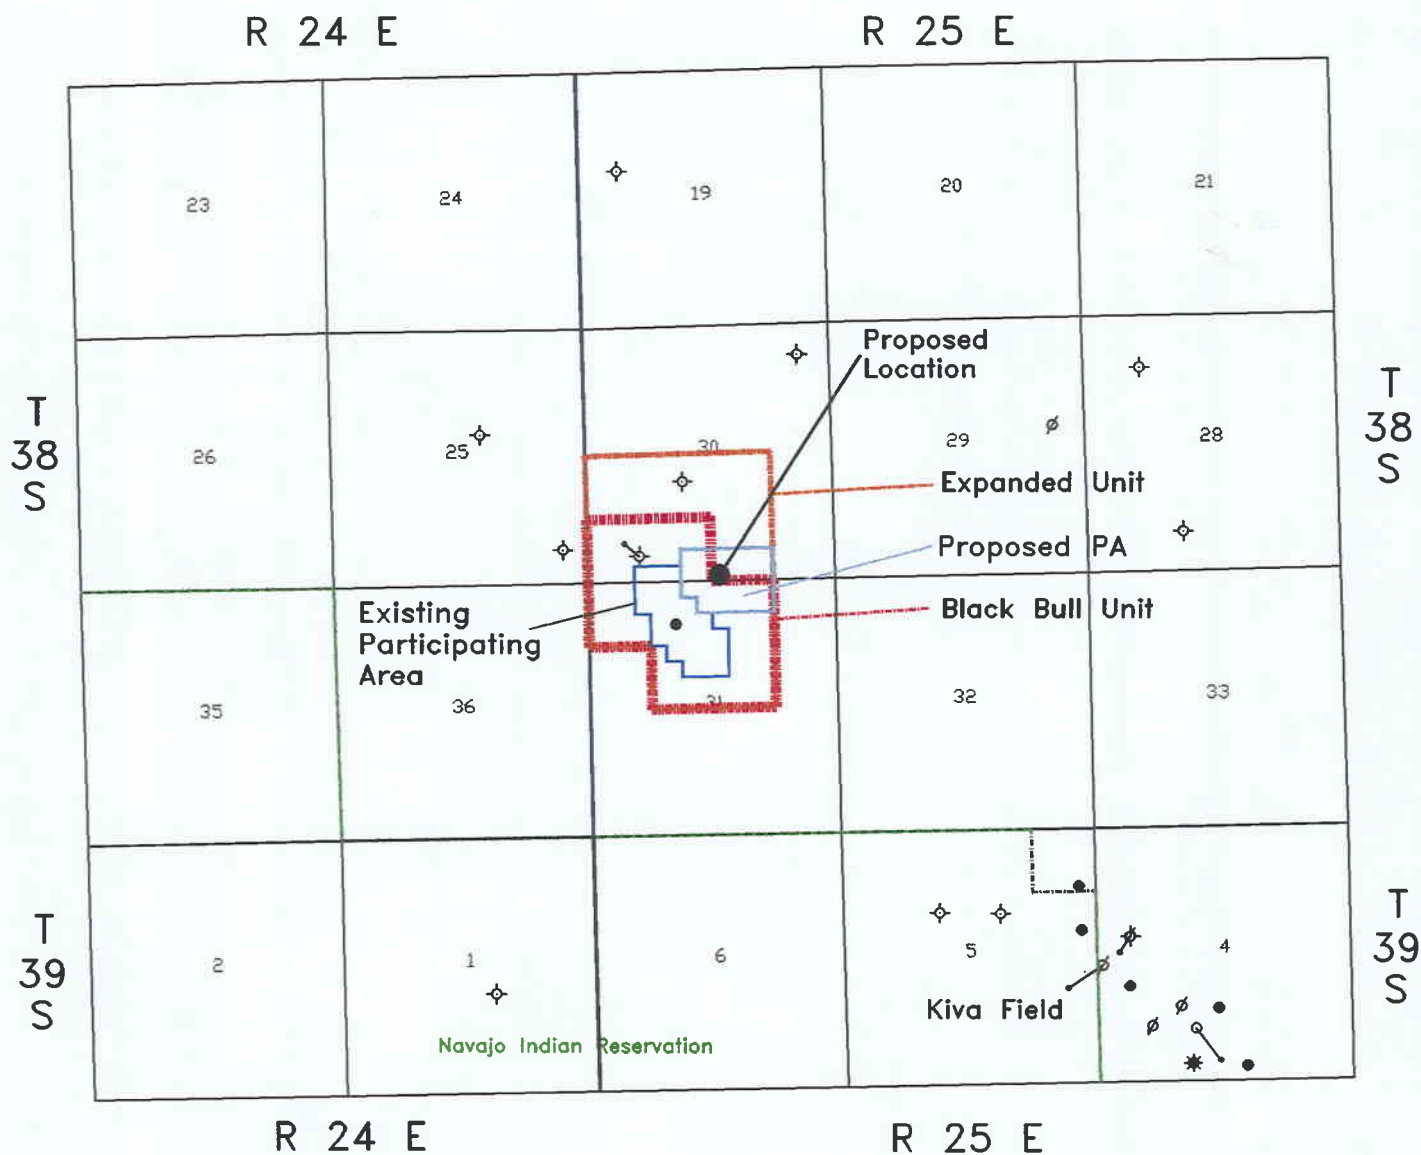 R 24 E
R 25 E
23
24
19
20
21
T
38
S
T
38
S
Proposed
Location
26
25
30
29
28
Expanded Unit
Proposed PA
Black Bull Unit
Existing
Participating
Area
35
36
31
32
33
T
39
S
T
39
S
2
1
6
5
4
Kiva Field
Navajo Indian Reservation
R 24 E
R 25 E